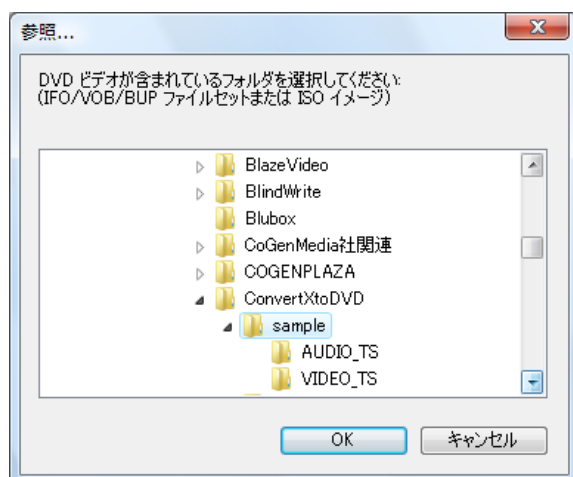 参照...
DVD ビデオが含まれているフォルダを選択してください:
(IFO/VOB/BUP ファイルセットまたは ISO イメージ)
BlazeVideo
BlindWrite
Blubox
CoGenMedia社関連
COGENPLAZA
ConvertXtoDVD
sample
AUDIO_TS
VIDEO_TS
OK キャンセル